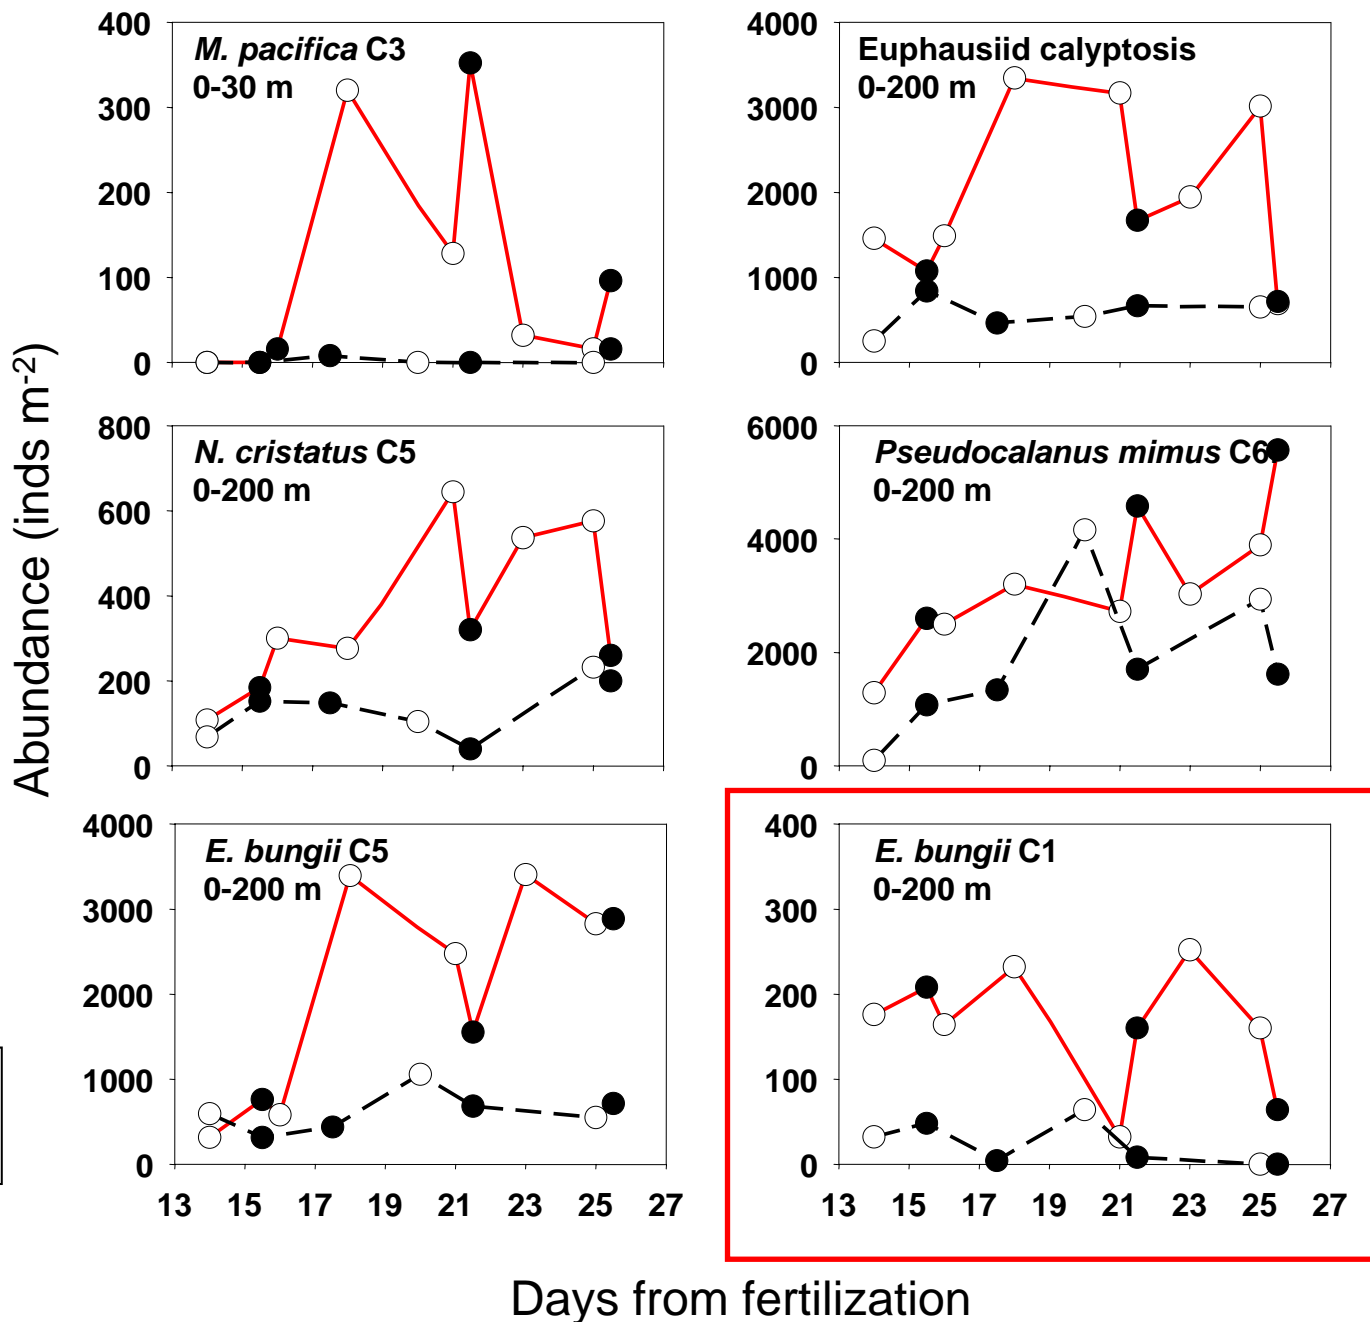 Abundance (inds m-2)
M. pacifica C3
0-30 m
400
300
200
100
0
Euphausiid calyptosis
0-200 m
4000
3000
2000
1000
0
N. cristatus C5
0-200 m
800
600
400
200
0
Pseudocalanus mimus C6
0-200 m
6000
4000
2000
0
E. bungii C5
0-200 m
4000
3000
2000
1000
0
13 15 17 19 21 23 25 27
E. bungii C1
0-200 m
400
300
200
100
0
13 15 17 19 21 23 25 27
Days from fertilization